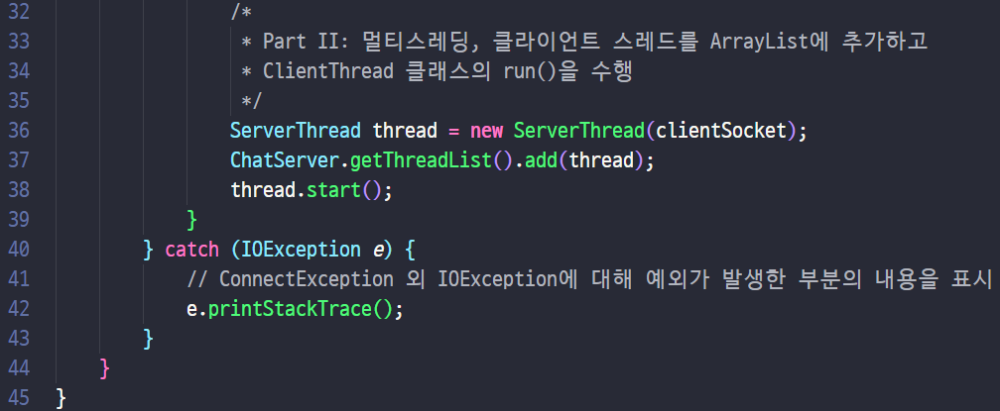 32 /*
33 * Part II: 멀티스레딩, 클라이언트 스레드를 ArrayList에 추가하고
34 * ClientThread 클래스의 run()을 수행
35 */
36 ServerThread thread = new ServerThread(clientSocket);
37 ChatServer.getThreadList().add(thread);
38 thread.start();
39 }
40 } catch (IOException e) {
41 // ConnectException 외 IOException에 대해 예외가 발생한 부분의 내용을 표시
42 e.printStackTrace();
43 }
44 }
45 }